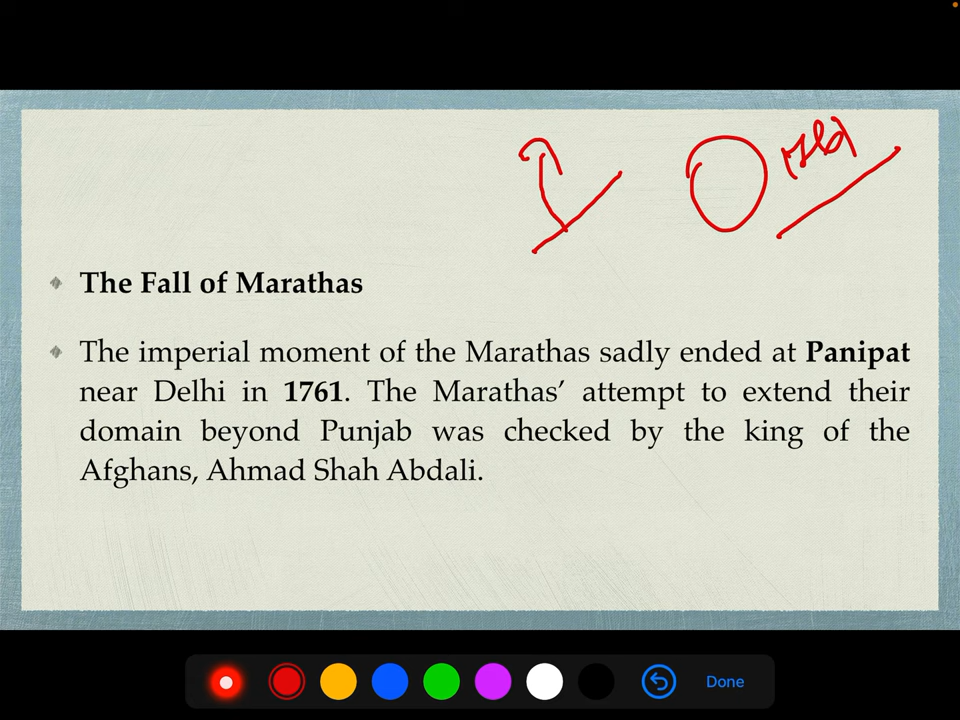 The Fall of Marathas
The imperial moment of the Marathas sadly ended at Panipat
near Delhi in 1761. The Marathas’ attempt to extend their
domain beyond Punjab was checked by the king of the
Afghans, Ahmad Shah Abdali.
Done